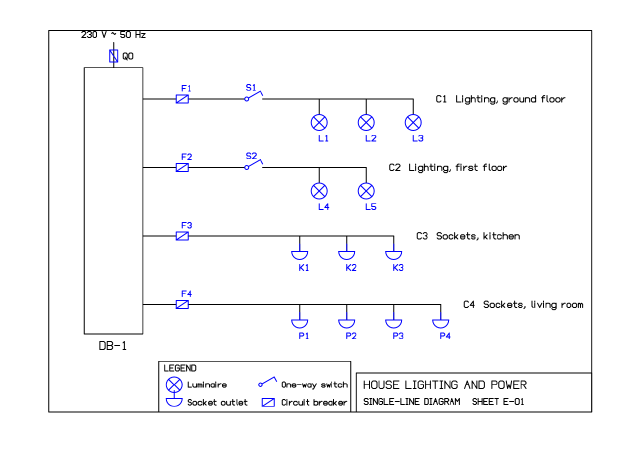 230 V ~ 50 Hz
Q0
F1 S1 C1 Lighting, ground floor
L1 L2 L3
F2 S2 C2 Lighting, first floor
L4 L5
F3 C3 Sockets, kitchen
K1 K2 K3
F4 C4 Sockets, living room
P1 P2 P3 P4
DB-1
LEGEND
Luminaire One-way switch
Socket outlet Circuit breaker
HOUSE LIGHTING AND POWER
SINGLE-LINE DIAGRAM SHEET E-01